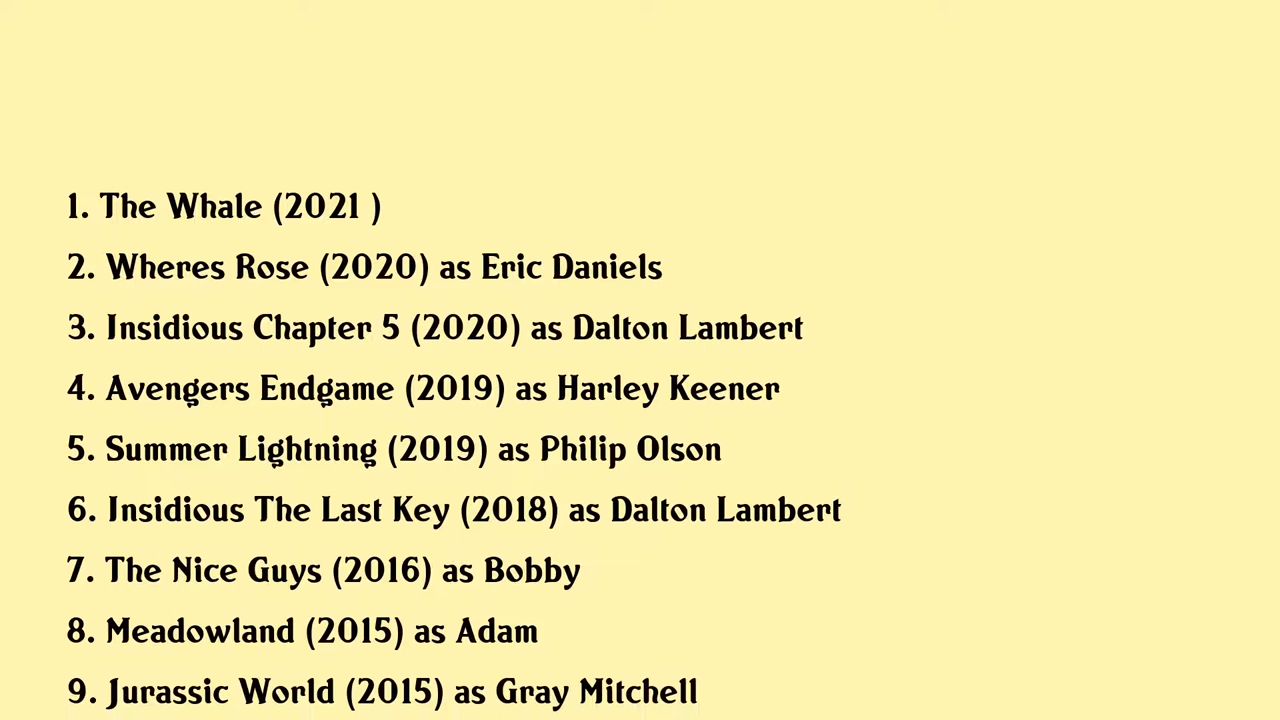 1. The Whale (2021 )
2. Wheres Rose (2020) as Eric Daniels
3. Insidious Chapter 5 (2020) as Dalton Lambert
4. Avengers Endgame (2019) as Harley Keener
5. Summer Lightning (2019) as Philip Olson
6. Insidious The Last Key (2018) as Dalton Lambert
7. The Nice Guys (2016) as Bobby
8. Meadowland (2015) as Adam
9. Jurassic World (2015) as Gray Mitchell